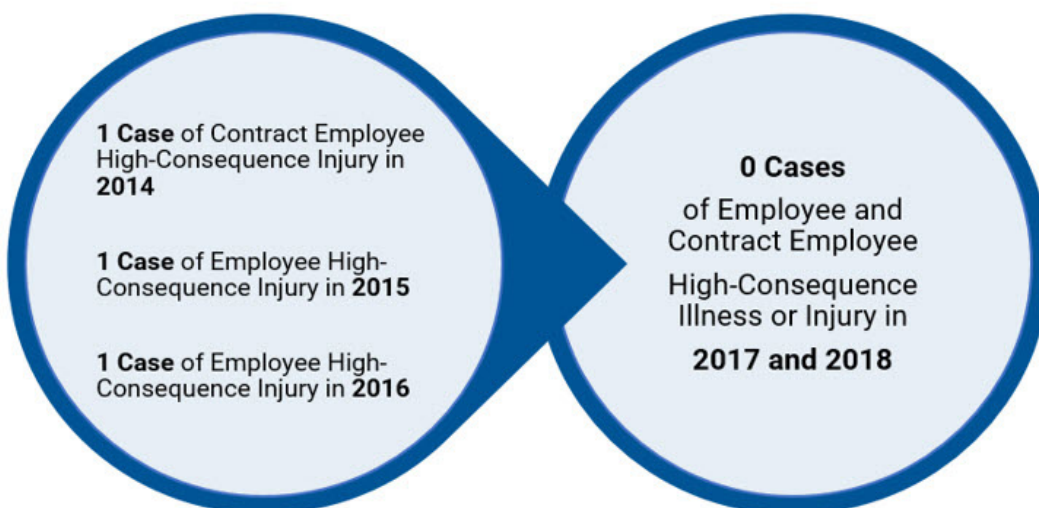 1 Case of Contract Employee
High-Consequence Injury in
2014
1 Case of Employee High-
Consequence Injury in 2015
1 Case of Employee High-
Consequence Injury in 2016
0 Cases
of Employee and
Contract Employee
High-Consequence
Illness or Injury in
2017 and 2018